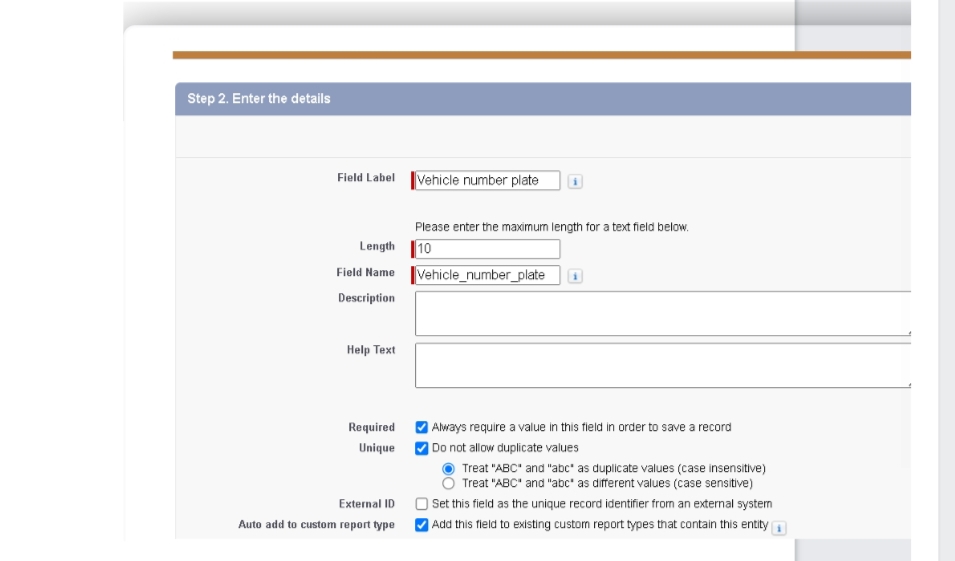 Step 2. Enter the details
Field Label Vehicle number plate
Please enter the maximum length for a text field below.
Length 10
Field Name Vehicle_number_plate
Description
Help Text
Required Always require a value in this field in order to save a record
Unique Do not allow duplicate values
Treat "ABC" and "abc" as duplicate values (case insensitive)
Treat "ABC" and "abc" as different values (case sensitive)
External ID Set this field as the unique record identifier from an external system
Auto add to custom report type Add this field to existing custom report types that contain this entity